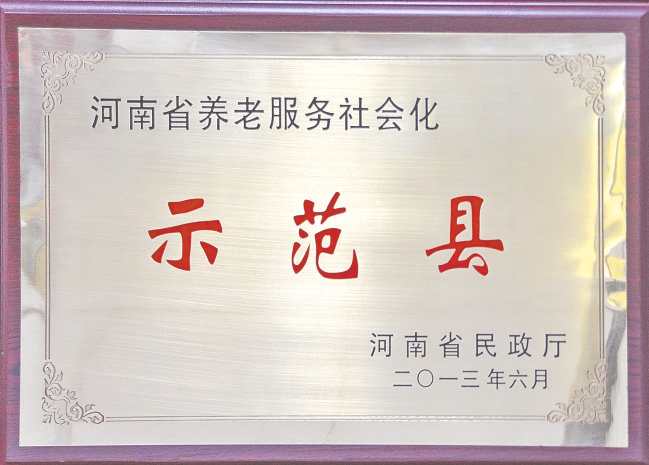 河南省养老服务社会化
示范县
河南省民政厅
二〇一三年六月